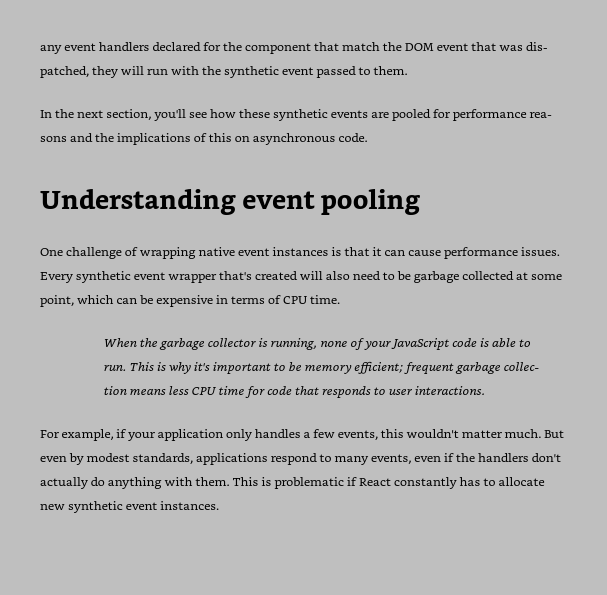 any event handlers declared for the component that match the DOM event that was dis-
patched, they will run with the synthetic event passed to them.
In the next section, you'll see how these synthetic events are pooled for performance rea-
sons and the implications of this on asynchronous code.
Understanding event pooling
One challenge of wrapping native event instances is that it can cause performance issues.
Every synthetic event wrapper that's created will also need to be garbage collected at some
point, which can be expensive in terms of CPU time.
When the garbage collector is running, none of your JavaScript code is able to
run. This is why it's important to be memory efficient; frequent garbage collec-
tion means less CPU time for code that responds to user interactions.
For example, if your application only handles a few events, this wouldn't matter much. But
even by modest standards, applications respond to many events, even if the handlers don't
actually do anything with them. This is problematic if React constantly has to allocate
new synthetic event instances.